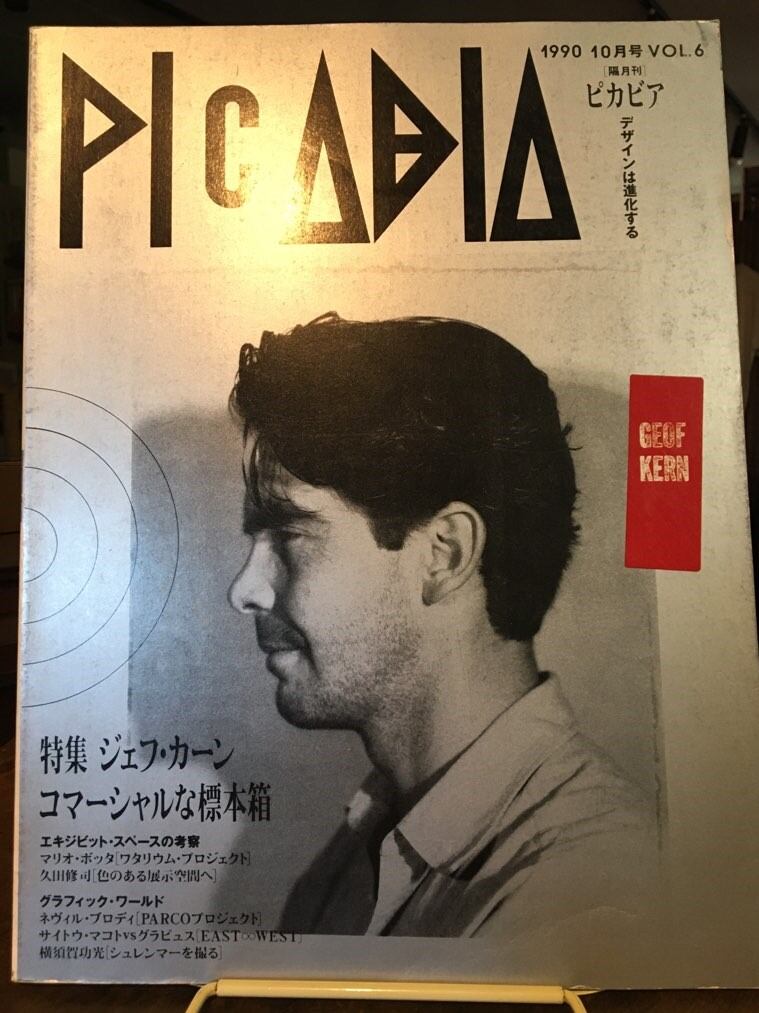 PICABIA
1990 10月号 VOL.6
[隔月刊]
ピカビア
デザインは進化する
GEOF
KERN
特集 ジェフ・カーン
コマーシャルな標本箱
エキジビット・スペースの考察
マリオ・ボッタ[ワタリウム・プロジェクト]
久田修司[色のある展示空間へ]
グラフィック・ワールド
ネヴィル・ブロディ[PARCOプロジェクト]
サイトウ・マコトvsグラピュス[EAST∞WEST]
横須賀功光[シュレンマーを撮る]